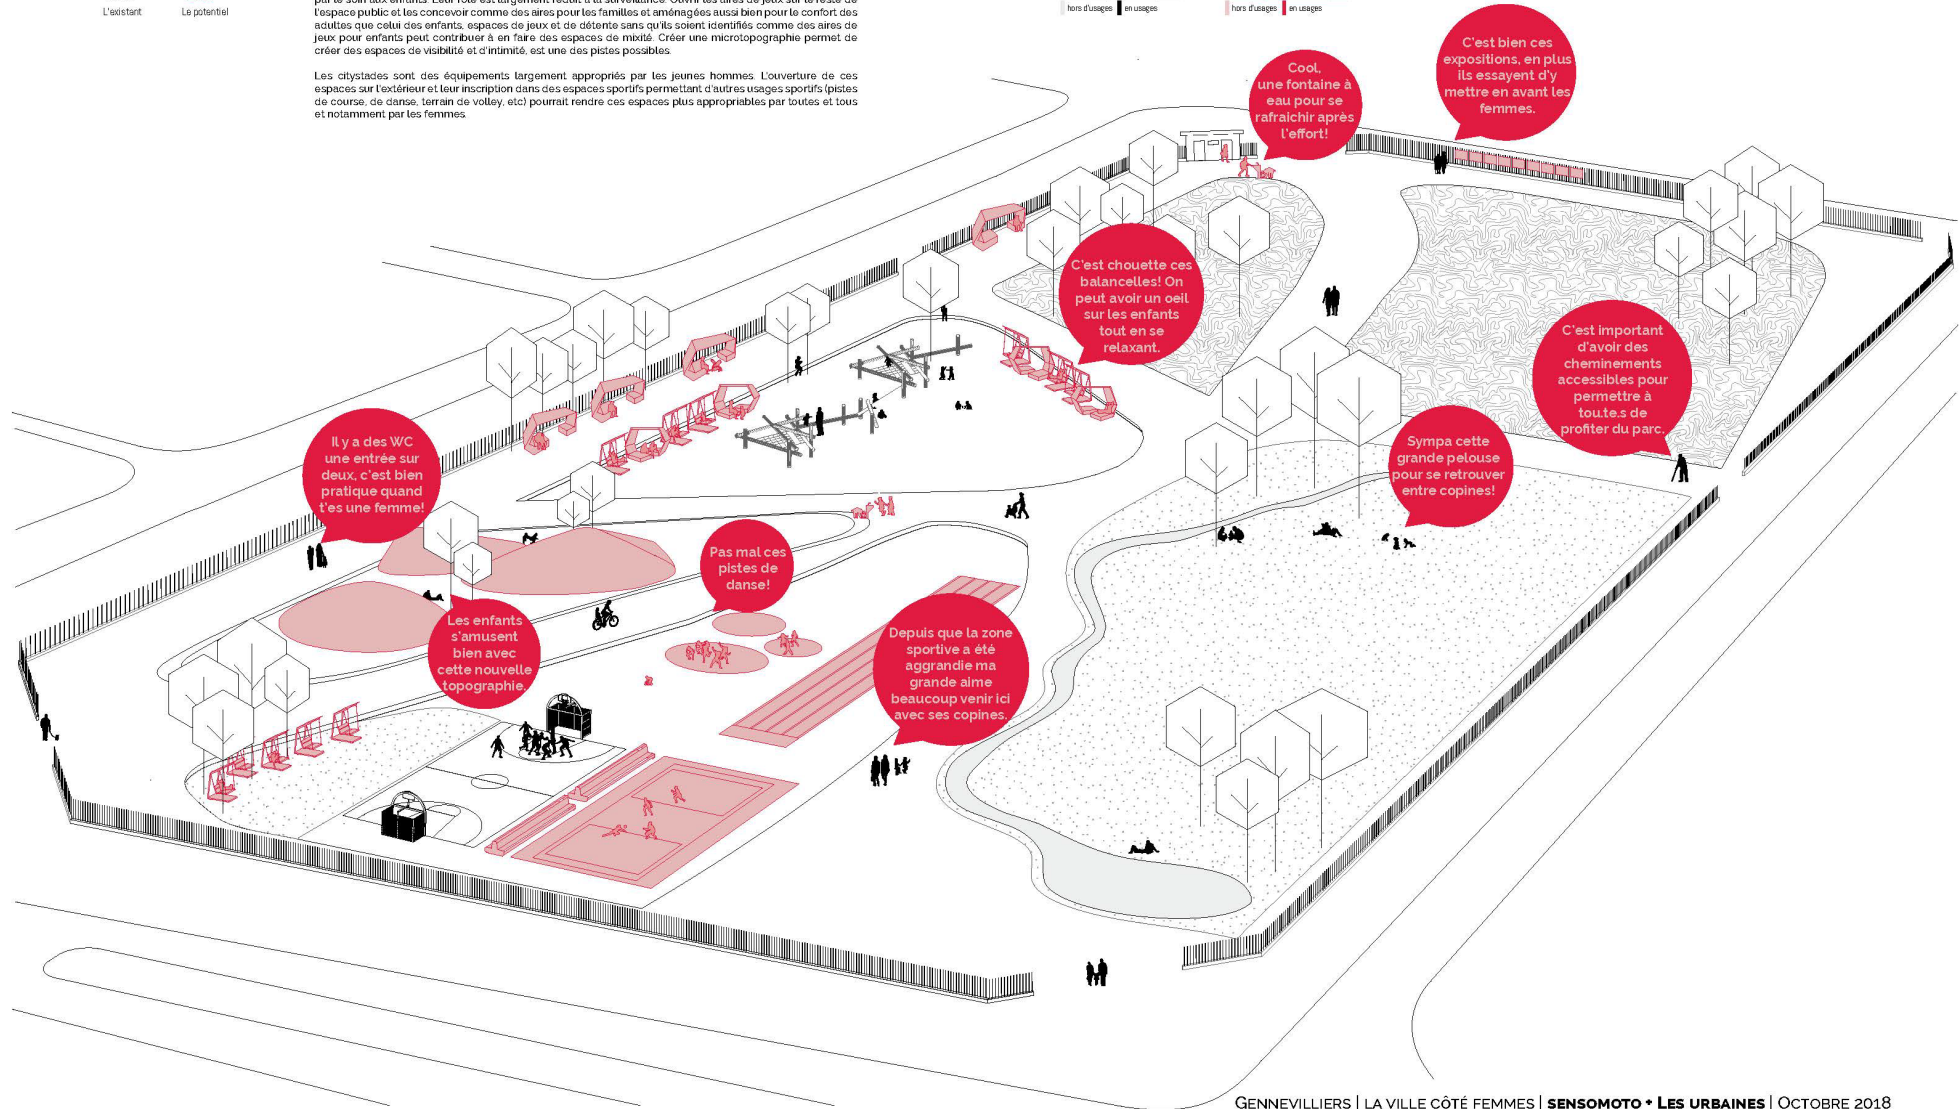 L'existant
Le potentiel
l'espace public et les concevoir comme des aires pour les familles et aménagées aussi bien pour le confort des
adultes que celui des enfants, espaces de jeux et de détente sans qu'ils soient identifiés comme des aires de
jeux pour enfants peut contribuer à en faire des espaces de mixité. Créer une microtopographie permet de
créer des espaces de visibilité et d'intimité, est une des pistes possibles.
Les citystades sont des équipements largement appropriés par les jeunes hommes. L'ouverture de ces
espaces sur l'extérieur et leur inscription dans des espaces sportifs permettant d'autres usages sportifs (pistes
de course, de danse, terrain de volley, etc) pourrait rendre ces espaces plus appropriables par toutes et tous
et notamment par les femmes.
hors d'usages
en usages
hors d'usages
en usages
C'est bien ces
expositions, en plus
ils essayent d'y
mettre en avant les
femmes.
Cool,
une fontaine à
eau pour se
rafraichir après
l'effort!
C'est chouette ces
balancelles! On
peut avoir un oeil
sur les enfants
tout en se
relaxant.
C'est important
d'avoir des
cheminements
accessibles pour
permettre à
tou.te.s de
profiter du parc.
Il y a des WC
une entrée sur
deux, c'est bien
pratique quand
t'es une femme!
Sympa cette
grande pelouse
pour se retrouver
entre copines!
Pas mal ces
pistes de
danse!
Les enfants
s'amusent
bien avec
cette nouvelle
topographie.
Depuis que la zone
sportive a été
aggrandie ma
grande aime
beaucoup venir ici
avec ses copines.
GENNEVILLIERS | LA VILLE CÔTÉ FEMMES | SENSOMOTO + LES URBAINES | OCTOBRE 2018